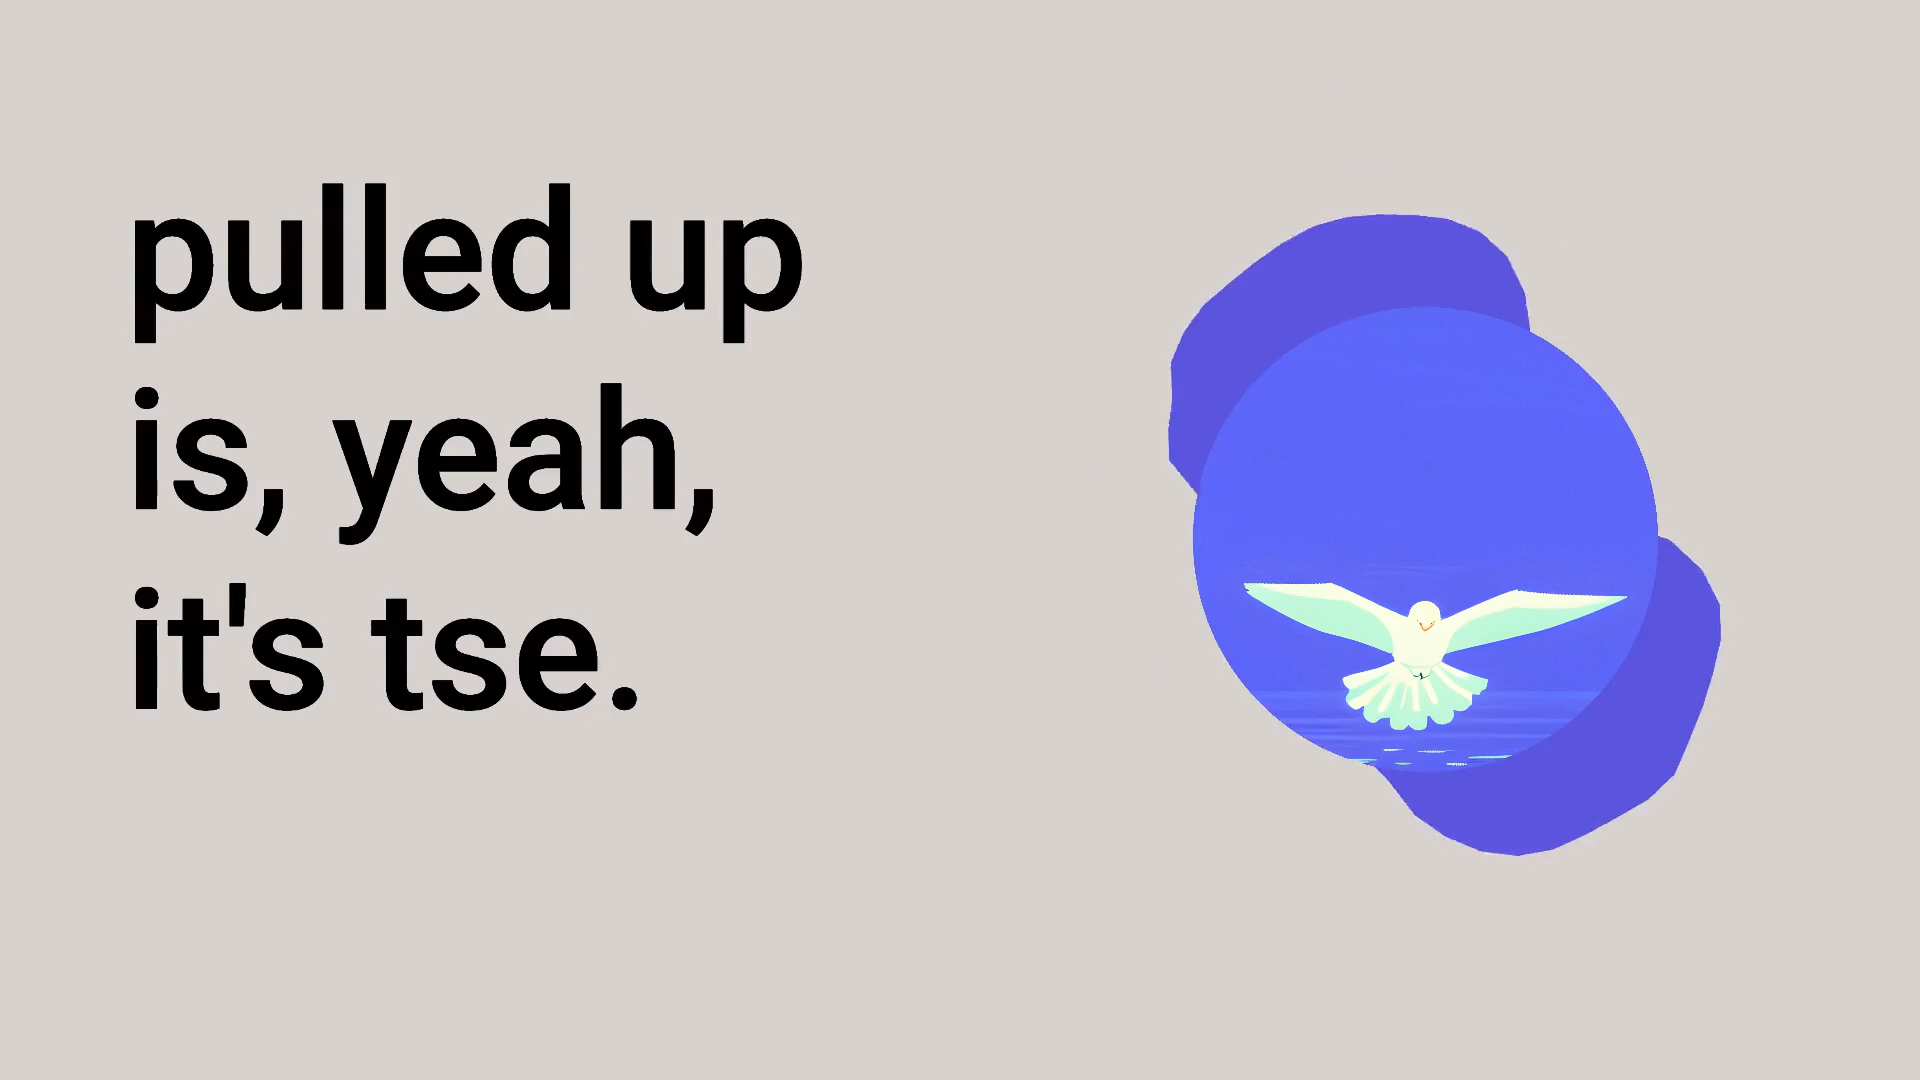 pulled up
is, yeah,
it's tse.